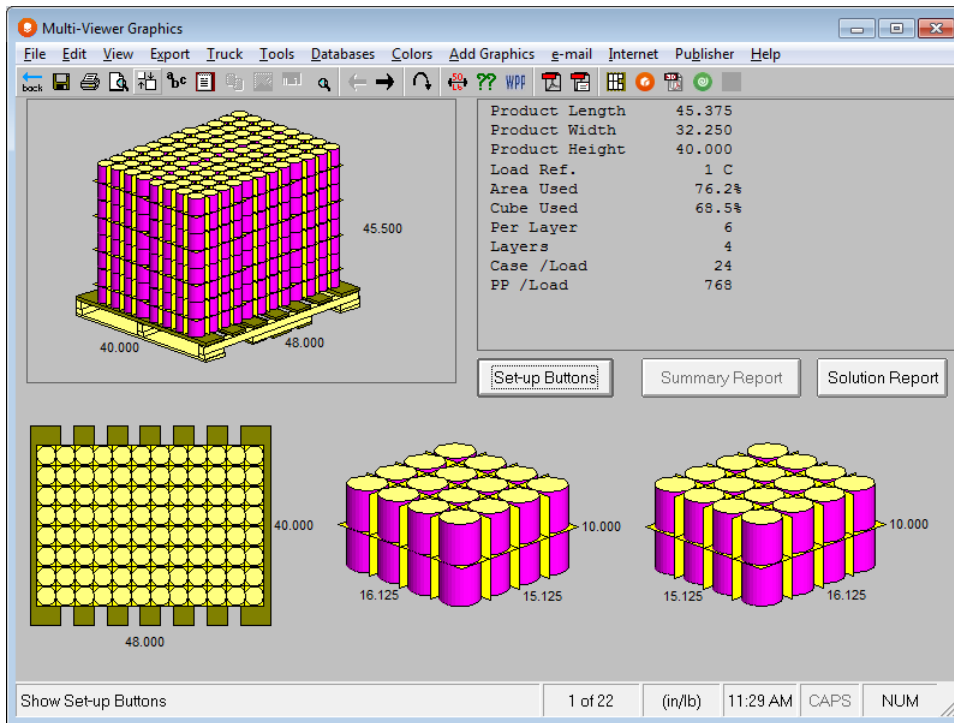 Multi-Viewer Graphics
File Edit View Export Truck Tools Databases Colors Add Graphics e-mail Internet Publisher Help
back abc 50 L6 ?? WPF
45.500
40.000
48.000
Product Length 45.375
Product Width 32.250
Product Height 40.000
Load Ref. 1 C
Area Used 76.2%
Cube Used 68.5%
Per Layer 6
Layers 4
Case /Load 24
PP /Load 768
Set-up Buttons Summary Report Solution Report
40.000
48.000
10.000
16.125
15.125
10.000
15.125
16.125
Show Set-up Buttons 1 of 22 (in/lb) 11:29 AM CAPS NUM